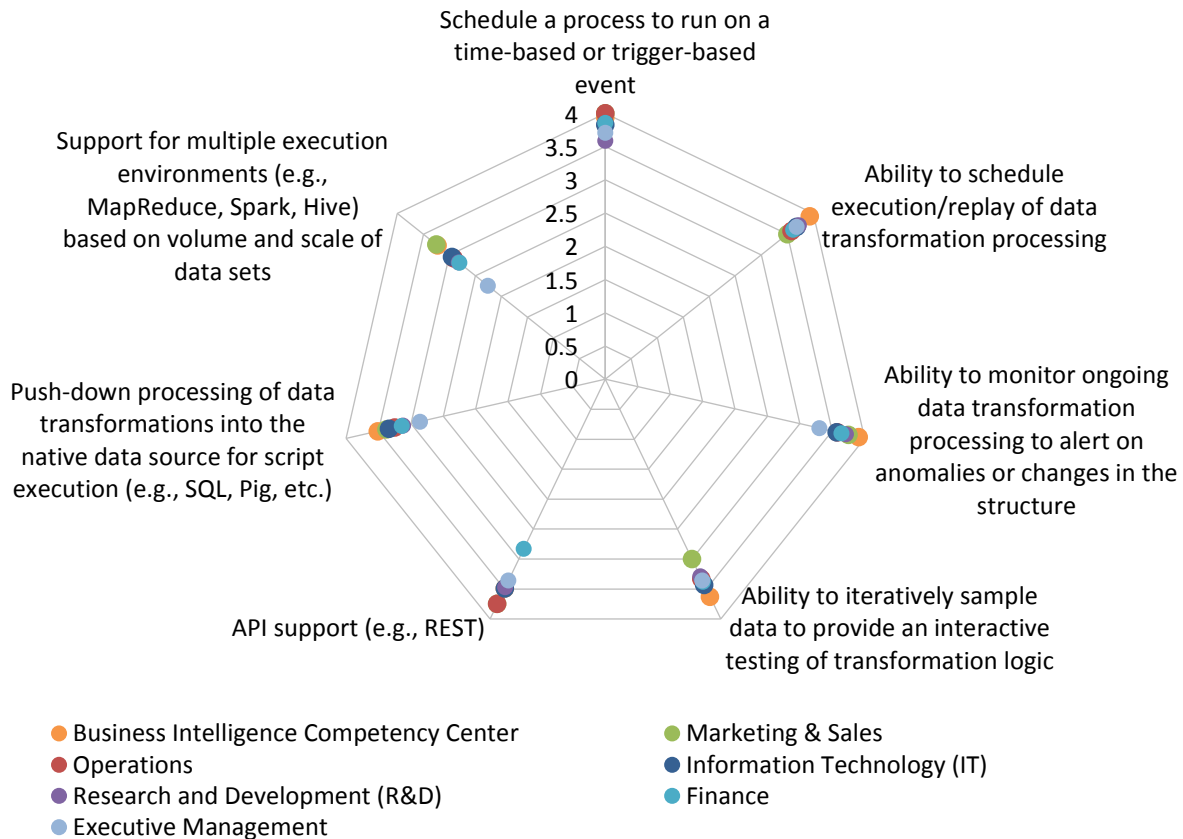 Schedule a process to run on a
time-based or trigger-based
event
4
3.5
3
2.5
2
1.5
1
0.5
0
Ability to schedule
execution/replay of data
transformation processing
Ability to monitor ongoing
data transformation
processing to alert on
anomalies or changes in the
structure
Ability to iteratively sample
data to provide an interactive
testing of transformation logic
API support (e.g., REST)
Push-down processing of data
transformations into the
native data source for script
execution (e.g., SQL, Pig, etc.)
Support for multiple execution
environments (e.g.,
MapReduce, Spark, Hive)
based on volume and scale of
data sets
Business Intelligence Competency Center
Marketing & Sales
Operations
Information Technology (IT)
Research and Development (R&D)
Finance
Executive Management